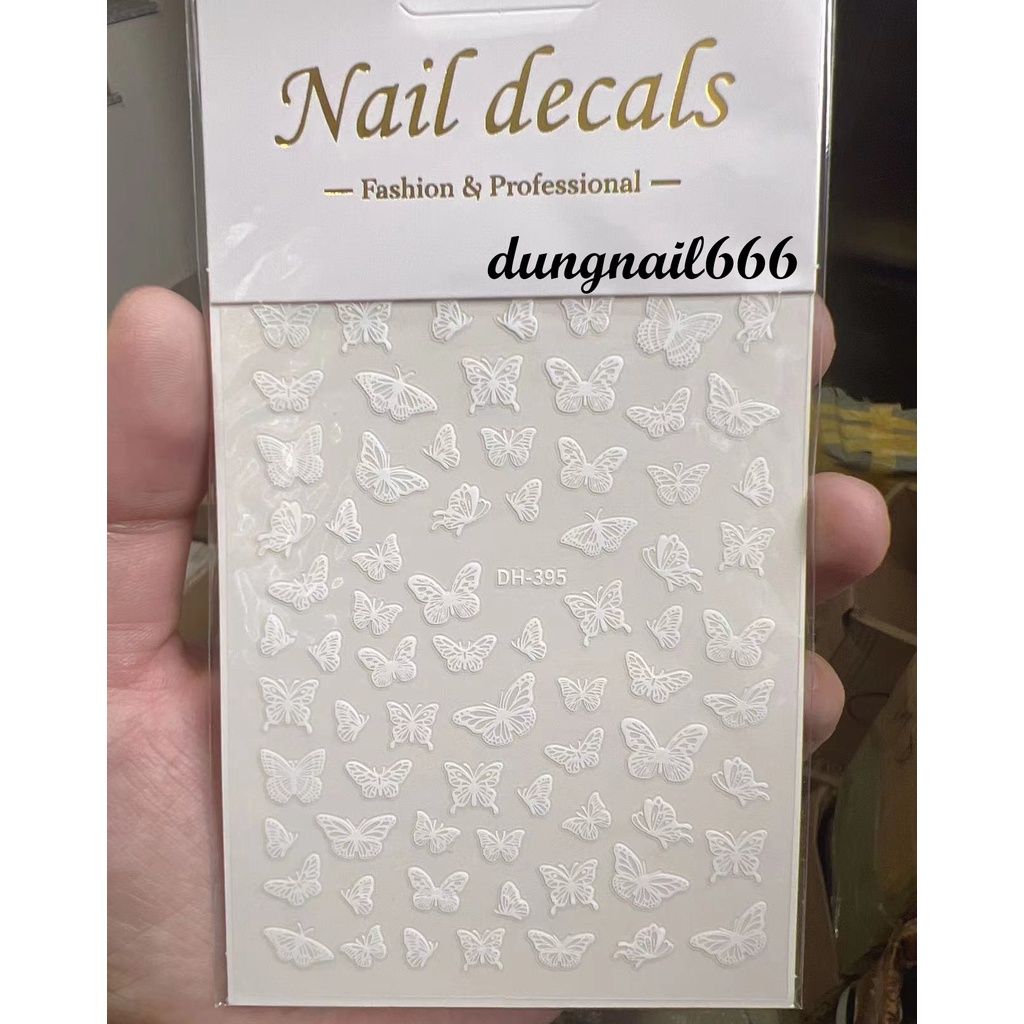 Nail decals
— Fashion & Professional —
dungnail666
DH-395